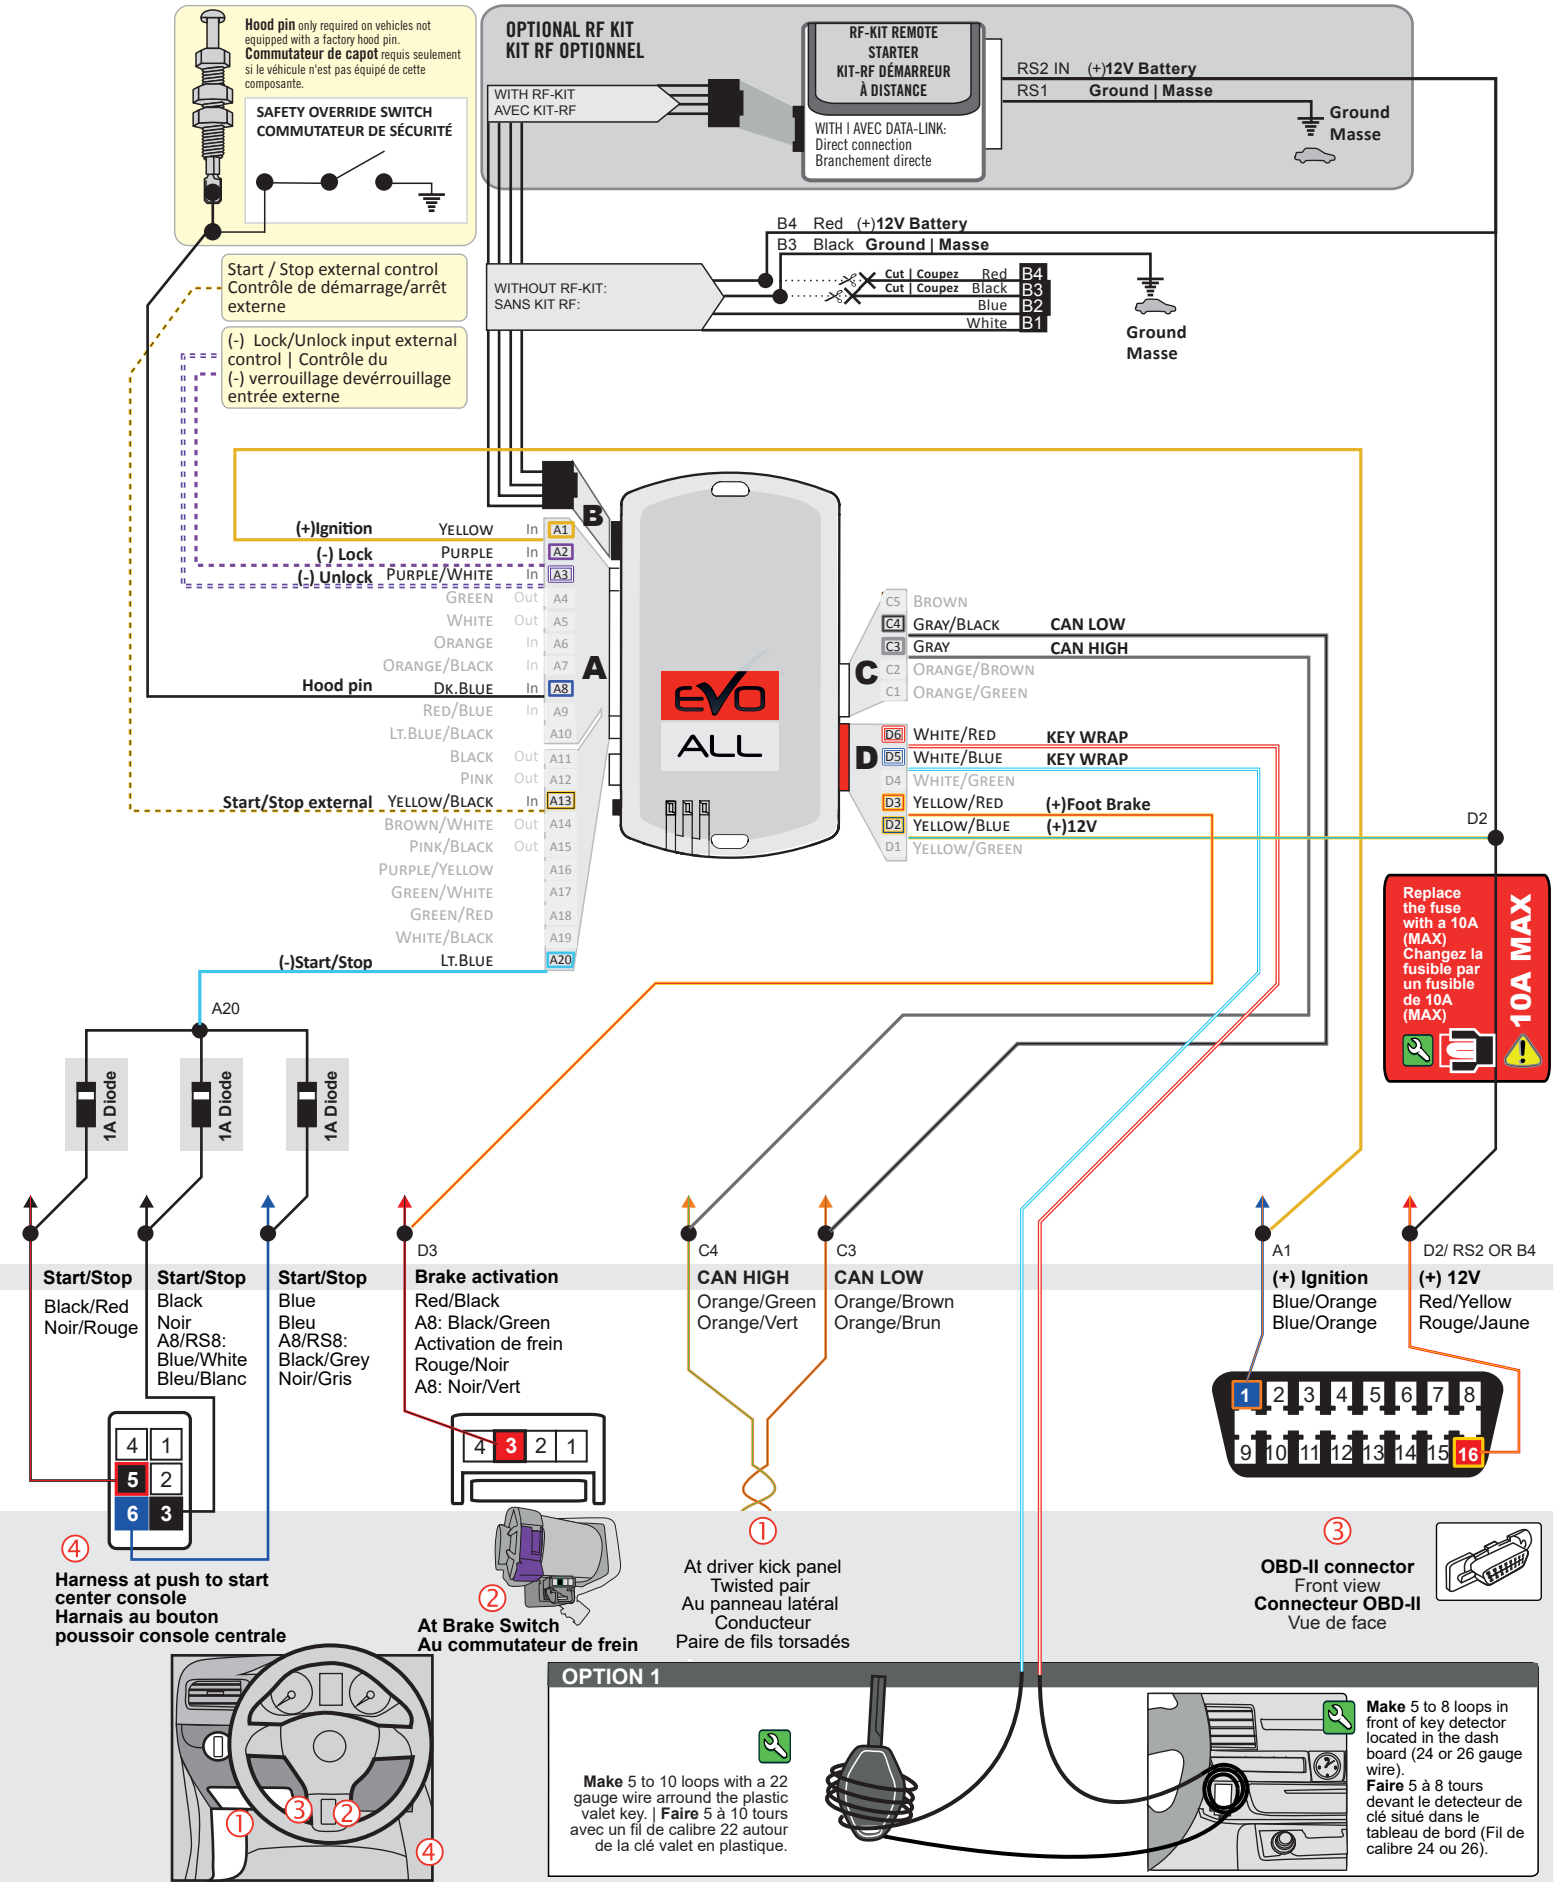 Hood pin only required on vehicles not
equipped with a factory hood pin.
Commutateur de capot requis seulement
si le véhicule n'est pas équipé de cette
composante.
SAFETY OVERRIDE SWITCH
COMMUTATEUR DE SÉCURITÉ
OPTIONAL RF KIT
KIT RF OPTIONNEL
WITH RF-KIT
AVEC KIT-RF
RF-KIT REMOTE
STARTER
KIT-RF DÉMARREUR
À DISTANCE
WITH | AVEC DATA-LINK:
Direct connection
Branchement directe
RS2 IN (+)12V Battery
RS1 Ground | Masse
Ground
Masse
B4 Red (+)12V Battery
B3 Black Ground | Masse
WITHOUT RF-KIT:
SANS KIT RF:
Cut | Coupez Red B4
Cut | Coupez Black B3
Blue B2
White B1
Ground
Masse
Start / Stop external control
Contrôle de démarrage/arrêt
externe
(-) Lock/Unlock input external
control | Contrôle du
(-) verrouillage devérrouillage
entrée externe
B
(+)Ignition YELLOW In A1
(-) Lock PURPLE In A2
(-) Unlock PURPLE/WHITE In A3
GREEN Out A4
WHITE Out A5
ORANGE In A6
ORANGE/BLACK In A7
Hood pin DK.BLUE In A8
RED/BLUE In A9
LT.BLUE/BLACK A10
BLACK Out A11
PINK Out A12
Start/Stop external YELLOW/BLACK In A13
BROWN/WHITE Out A14
PINK/BLACK Out A15
PURPLE/YELLOW A16
GREEN/WHITE A17
GREEN/RED A18
WHITE/BLACK A19
(-)Start/Stop LT.BLUE A20
A
EVO
ALL
C
C5 BROWN
C4 GRAY/BLACK CAN LOW
C3 GRAY CAN HIGH
C2 ORANGE/BROWN
C1 ORANGE/GREEN
D
D6 WHITE/RED KEY WRAP
D5 WHITE/BLUE KEY WRAP
D4 WHITE/GREEN
D3 YELLOW/RED (+)Foot Brake
D2 YELLOW/BLUE (+)12V
D1 YELLOW/GREEN
D2
Replace
the fuse
with a 10A
(MAX)
Changez la
fusible par
un fusible
de 10A
(MAX)
10A MAX
A20
1A Diode
1A Diode
1A Diode
D3
C4
C3
A1
D2/ RS2 OR B4
Start/Stop
Black/Red
Noir/Rouge
Start/Stop
Black
Noir
A8/RS8:
Blue/White
Bleu/Blanc
Start/Stop
Blue
Bleu
A8/RS8:
Black/Grey
Noir/Gris
Brake activation
Red/Black
A8: Black/Green
Activation de frein
Rouge/Noir
A8: Noir/Vert
CAN HIGH
Orange/Green
Orange/Vert
CAN LOW
Orange/Brown
Orange/Brun
(+) Ignition
Blue/Orange
Blue/Orange
(+) 12V
Red/Yellow
Rouge/Jaune
4 1
5 2
6 3
4 3 2 1
1 2 3 4 5 6 7 8
9 10 11 12 13 14 15 16
4
Harness at push to start
center console
Harnais au bouton
poussoir console centrale
2
At Brake Switch
Au commutateur de frein
1
At driver kick panel
Twisted pair
Au panneau latéral
Conducteur
Paire de fils torsadés
3
OBD-II connector
Front view
Connecteur OBD-II
Vue de face
1
3
2
4
OPTION 1
Make 5 to 10 loops with a 22
gauge wire arround the plastic
valet key. | Faire 5 à 10 tours
avec un fil de calibre 22 autour
de la clé valet en plastique.
Make 5 to 8 loops in
front of key detector
located in the dash
board (24 or 26 gauge
wire).
Faire 5 à 8 tours
devant le detecteur de
clé situé dans le
tableau de bord (Fil de
calibre 24 ou 26).